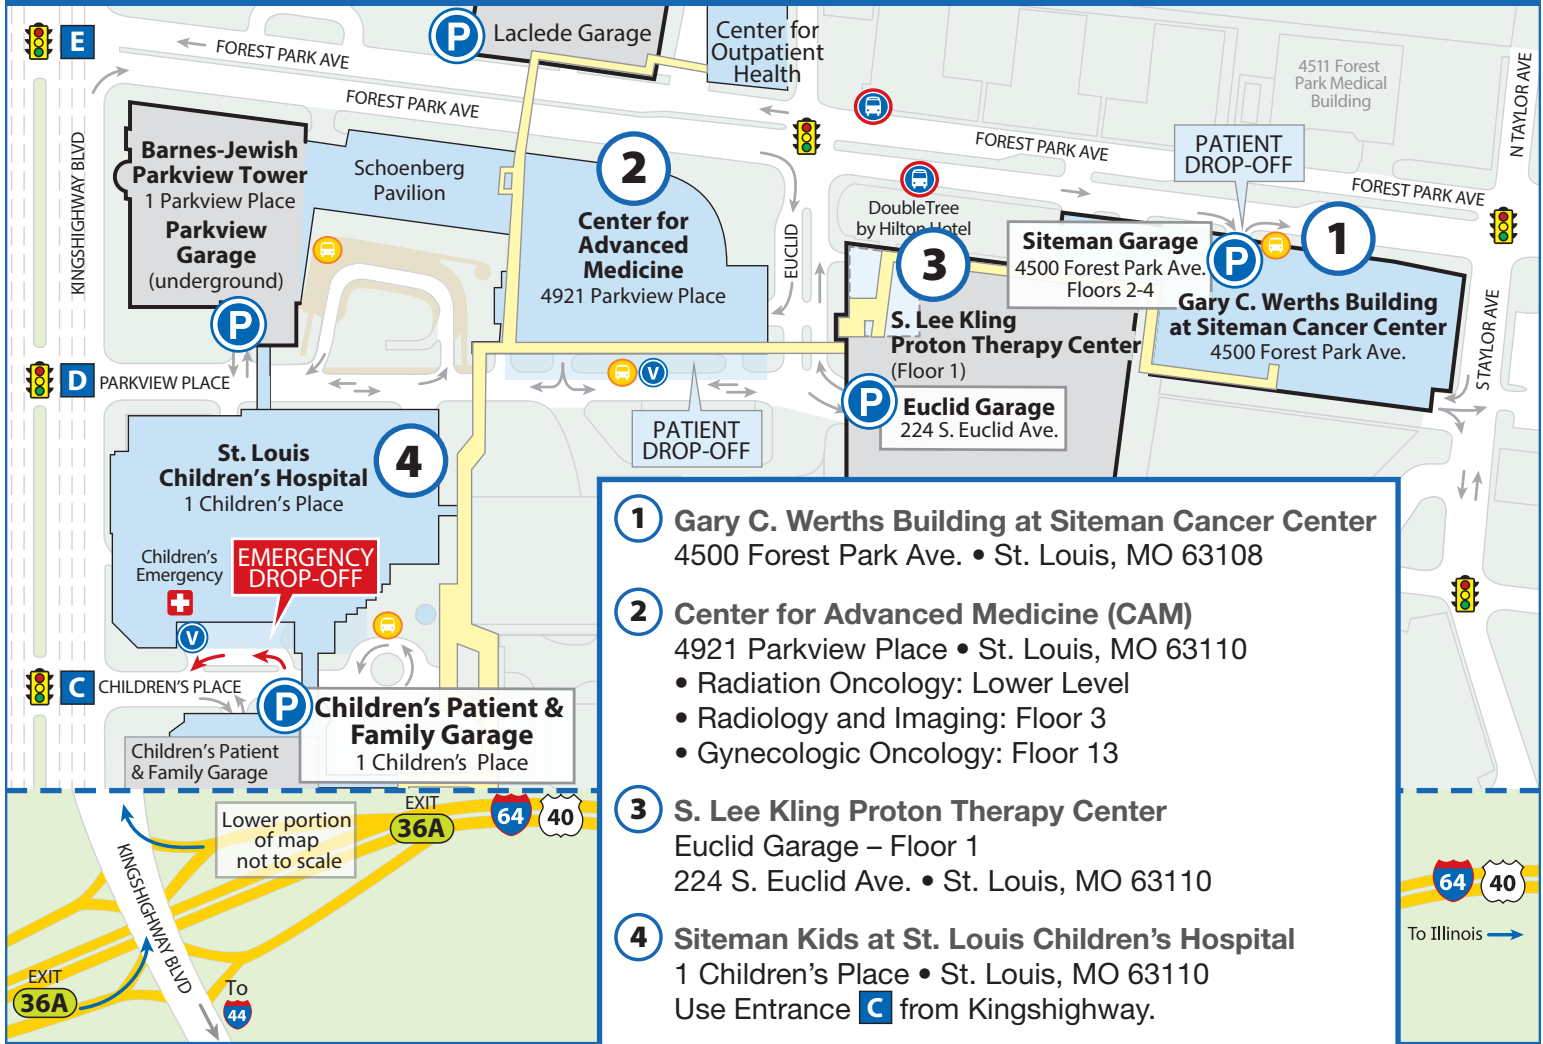 E
FOREST PARK AVE
P
Laclede Garage
Center for
Outpatient
Health
4511 Forest
Park Medical
Building
N TAYLOR AVE
FOREST PARK AVE
KINGSHIGHWAY BLVD
FOREST PARK AVE
PATIENT
DROP-OFF
FOREST PARK AVE
Barnes-Jewish
Parkview Tower
1 Parkview Place
Parkview
Garage
(underground)
P
Schoenberg
Pavilion
2
Center for
Advanced
Medicine
4921 Parkview Place
EUCLID
DoubleTree
by Hilton Hotel
3
S. Lee Kling
Proton Therapy Center
(Floor 1)
Siteman Garage
4500 Forest Park Ave.
Floors 2-4
P
1
Gary C. Werths Building
at Siteman Cancer Center
4500 Forest Park Ave.
S TAYLOR AVE
D
PARKVIEW PLACE
V
PATIENT
DROP-OFF
P
Euclid Garage
224 S. Euclid Ave.
St. Louis
Children's Hospital
1 Children's Place
4
Children's
Emergency
EMERGENCY
DROP-OFF
V
C
CHILDREN'S PLACE
P
Children's Patient &
Family Garage
1 Children's Place
Children's Patient
& Family Garage
Lower portion
of map
not to scale
EXIT
36A
64
40
KINGSHIGHWAY BLVD
EXIT
36A
To
44
1 Gary C. Werths Building at Siteman Cancer Center
4500 Forest Park Ave. • St. Louis, MO 63108
2 Center for Advanced Medicine (CAM)
4921 Parkview Place • St. Louis, MO 63110
• Radiation Oncology: Lower Level
• Radiology and Imaging: Floor 3
• Gynecologic Oncology: Floor 13
3 S. Lee Kling Proton Therapy Center
Euclid Garage – Floor 1
224 S. Euclid Ave. • St. Louis, MO 63110
4 Siteman Kids at St. Louis Children's Hospital
1 Children's Place • St. Louis, MO 63110
Use Entrance C from Kingshighway.
64
40
To Illinois